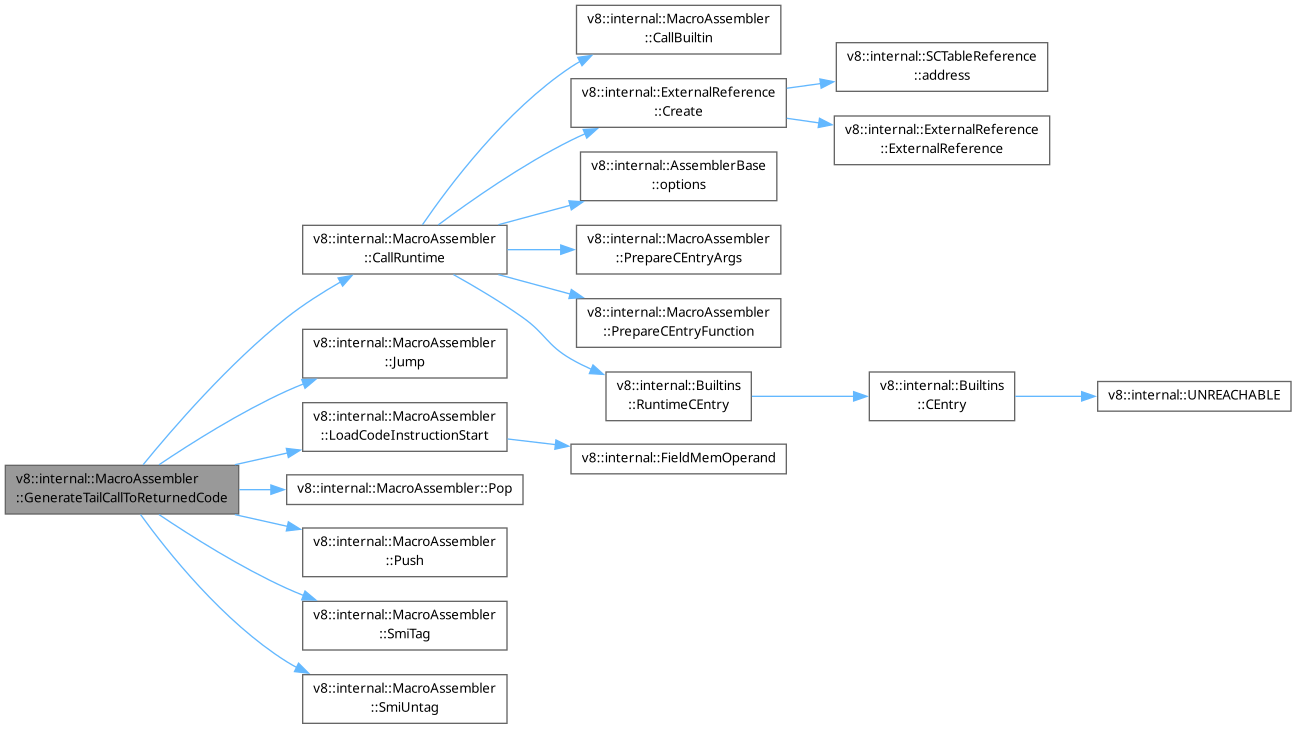 v8::internal::MacroAssembler
::GenerateTailCallToReturnedCode
v8::internal::MacroAssembler
::CallRuntime
v8::internal::MacroAssembler
::CallBuiltin
v8::internal::ExternalReference
::Create
v8::internal::SCTableReference
::address
v8::internal::ExternalReference
::ExternalReference
v8::internal::AssemblerBase
::options
v8::internal::MacroAssembler
::PrepareCEntryArgs
v8::internal::MacroAssembler
::PrepareCEntryFunction
v8::internal::Builtins
::RuntimeCEntry
v8::internal::Builtins
::CEntry
v8::internal::UNREACHABLE
v8::internal::MacroAssembler
::Jump
v8::internal::MacroAssembler
::LoadCodeInstructionStart
v8::internal::FieldMemOperand
v8::internal::MacroAssembler::Pop
v8::internal::MacroAssembler
::Push
v8::internal::MacroAssembler
::SmiTag
v8::internal::MacroAssembler
::SmiUntag